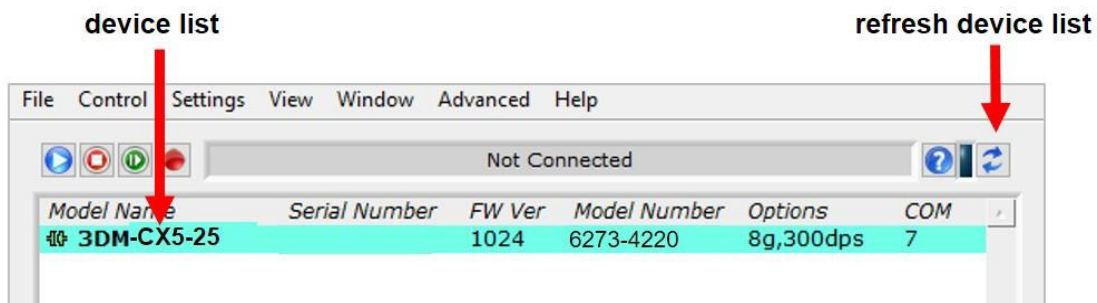 device list
refresh device list
File Control Settings View Window Advanced Help
Not Connected
Model Name Serial Number FW Ver Model Number Options COM
3DM-CX5-25 1024 6273-4220 8g,300dps 7